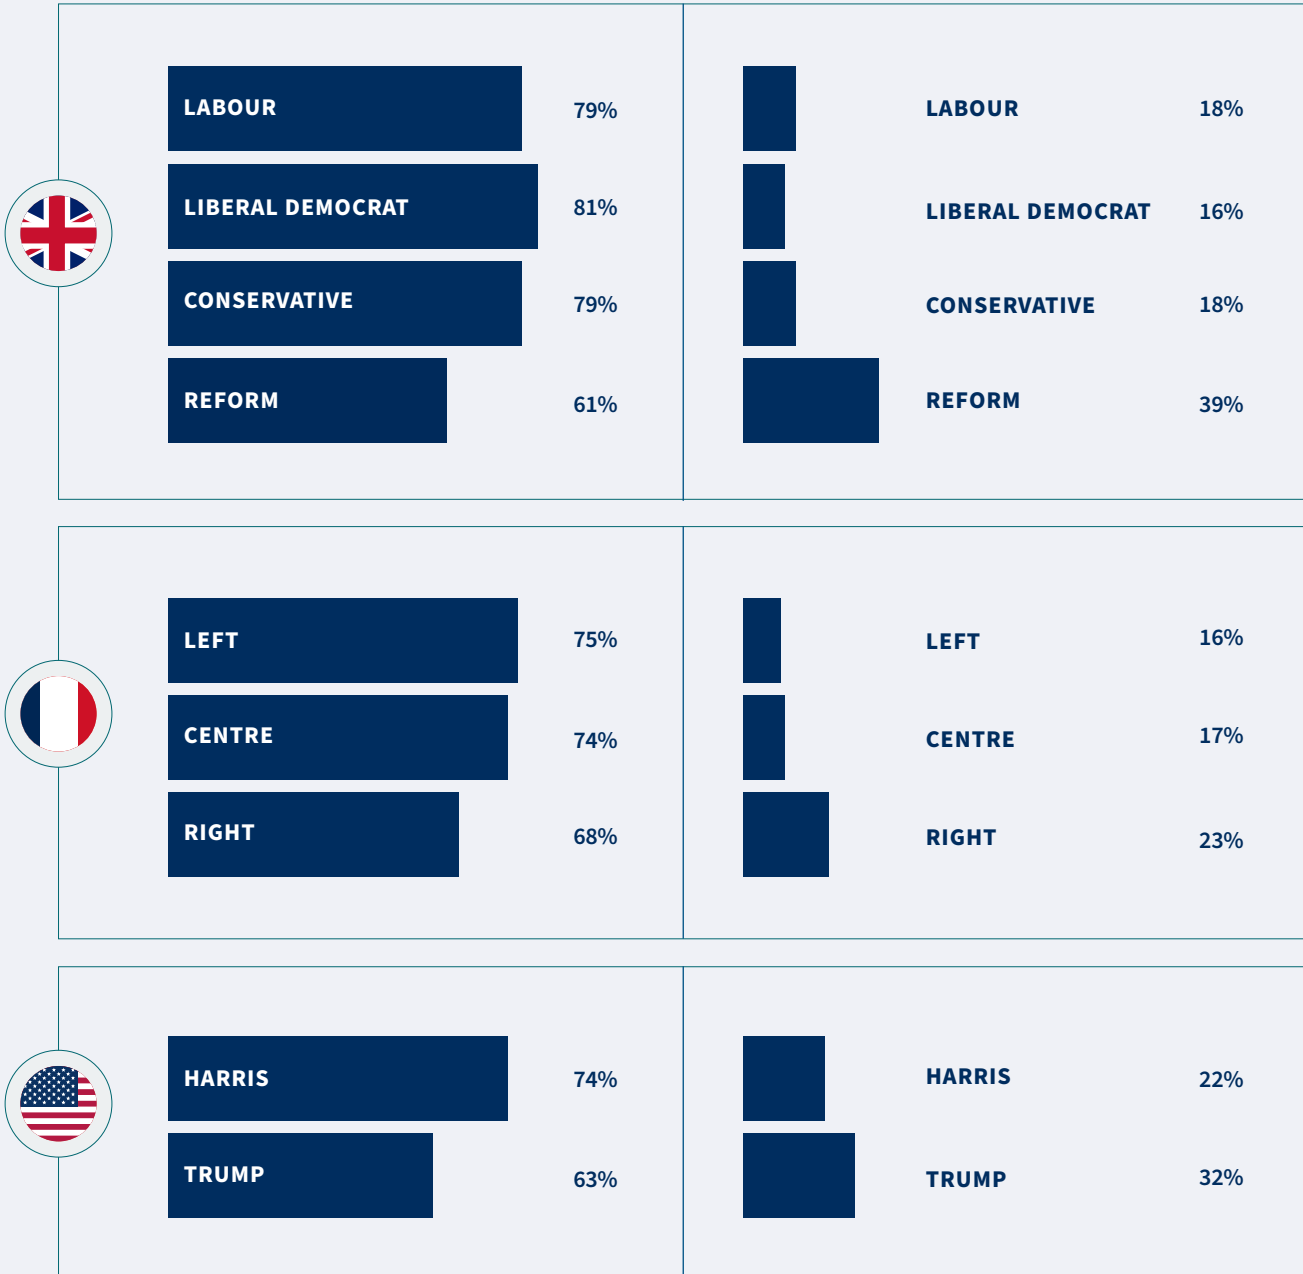 LABOUR 79% LABOUR 18%
LIBERAL DEMOCRAT 81% LIBERAL DEMOCRAT 16%
CONSERVATIVE 79% CONSERVATIVE 18%
REFORM 61% REFORM 39%
LEFT 75% LEFT 16%
CENTRE 74% CENTRE 17%
RIGHT 68% RIGHT 23%
HARRIS 74% HARRIS 22%
TRUMP 63% TRUMP 32%